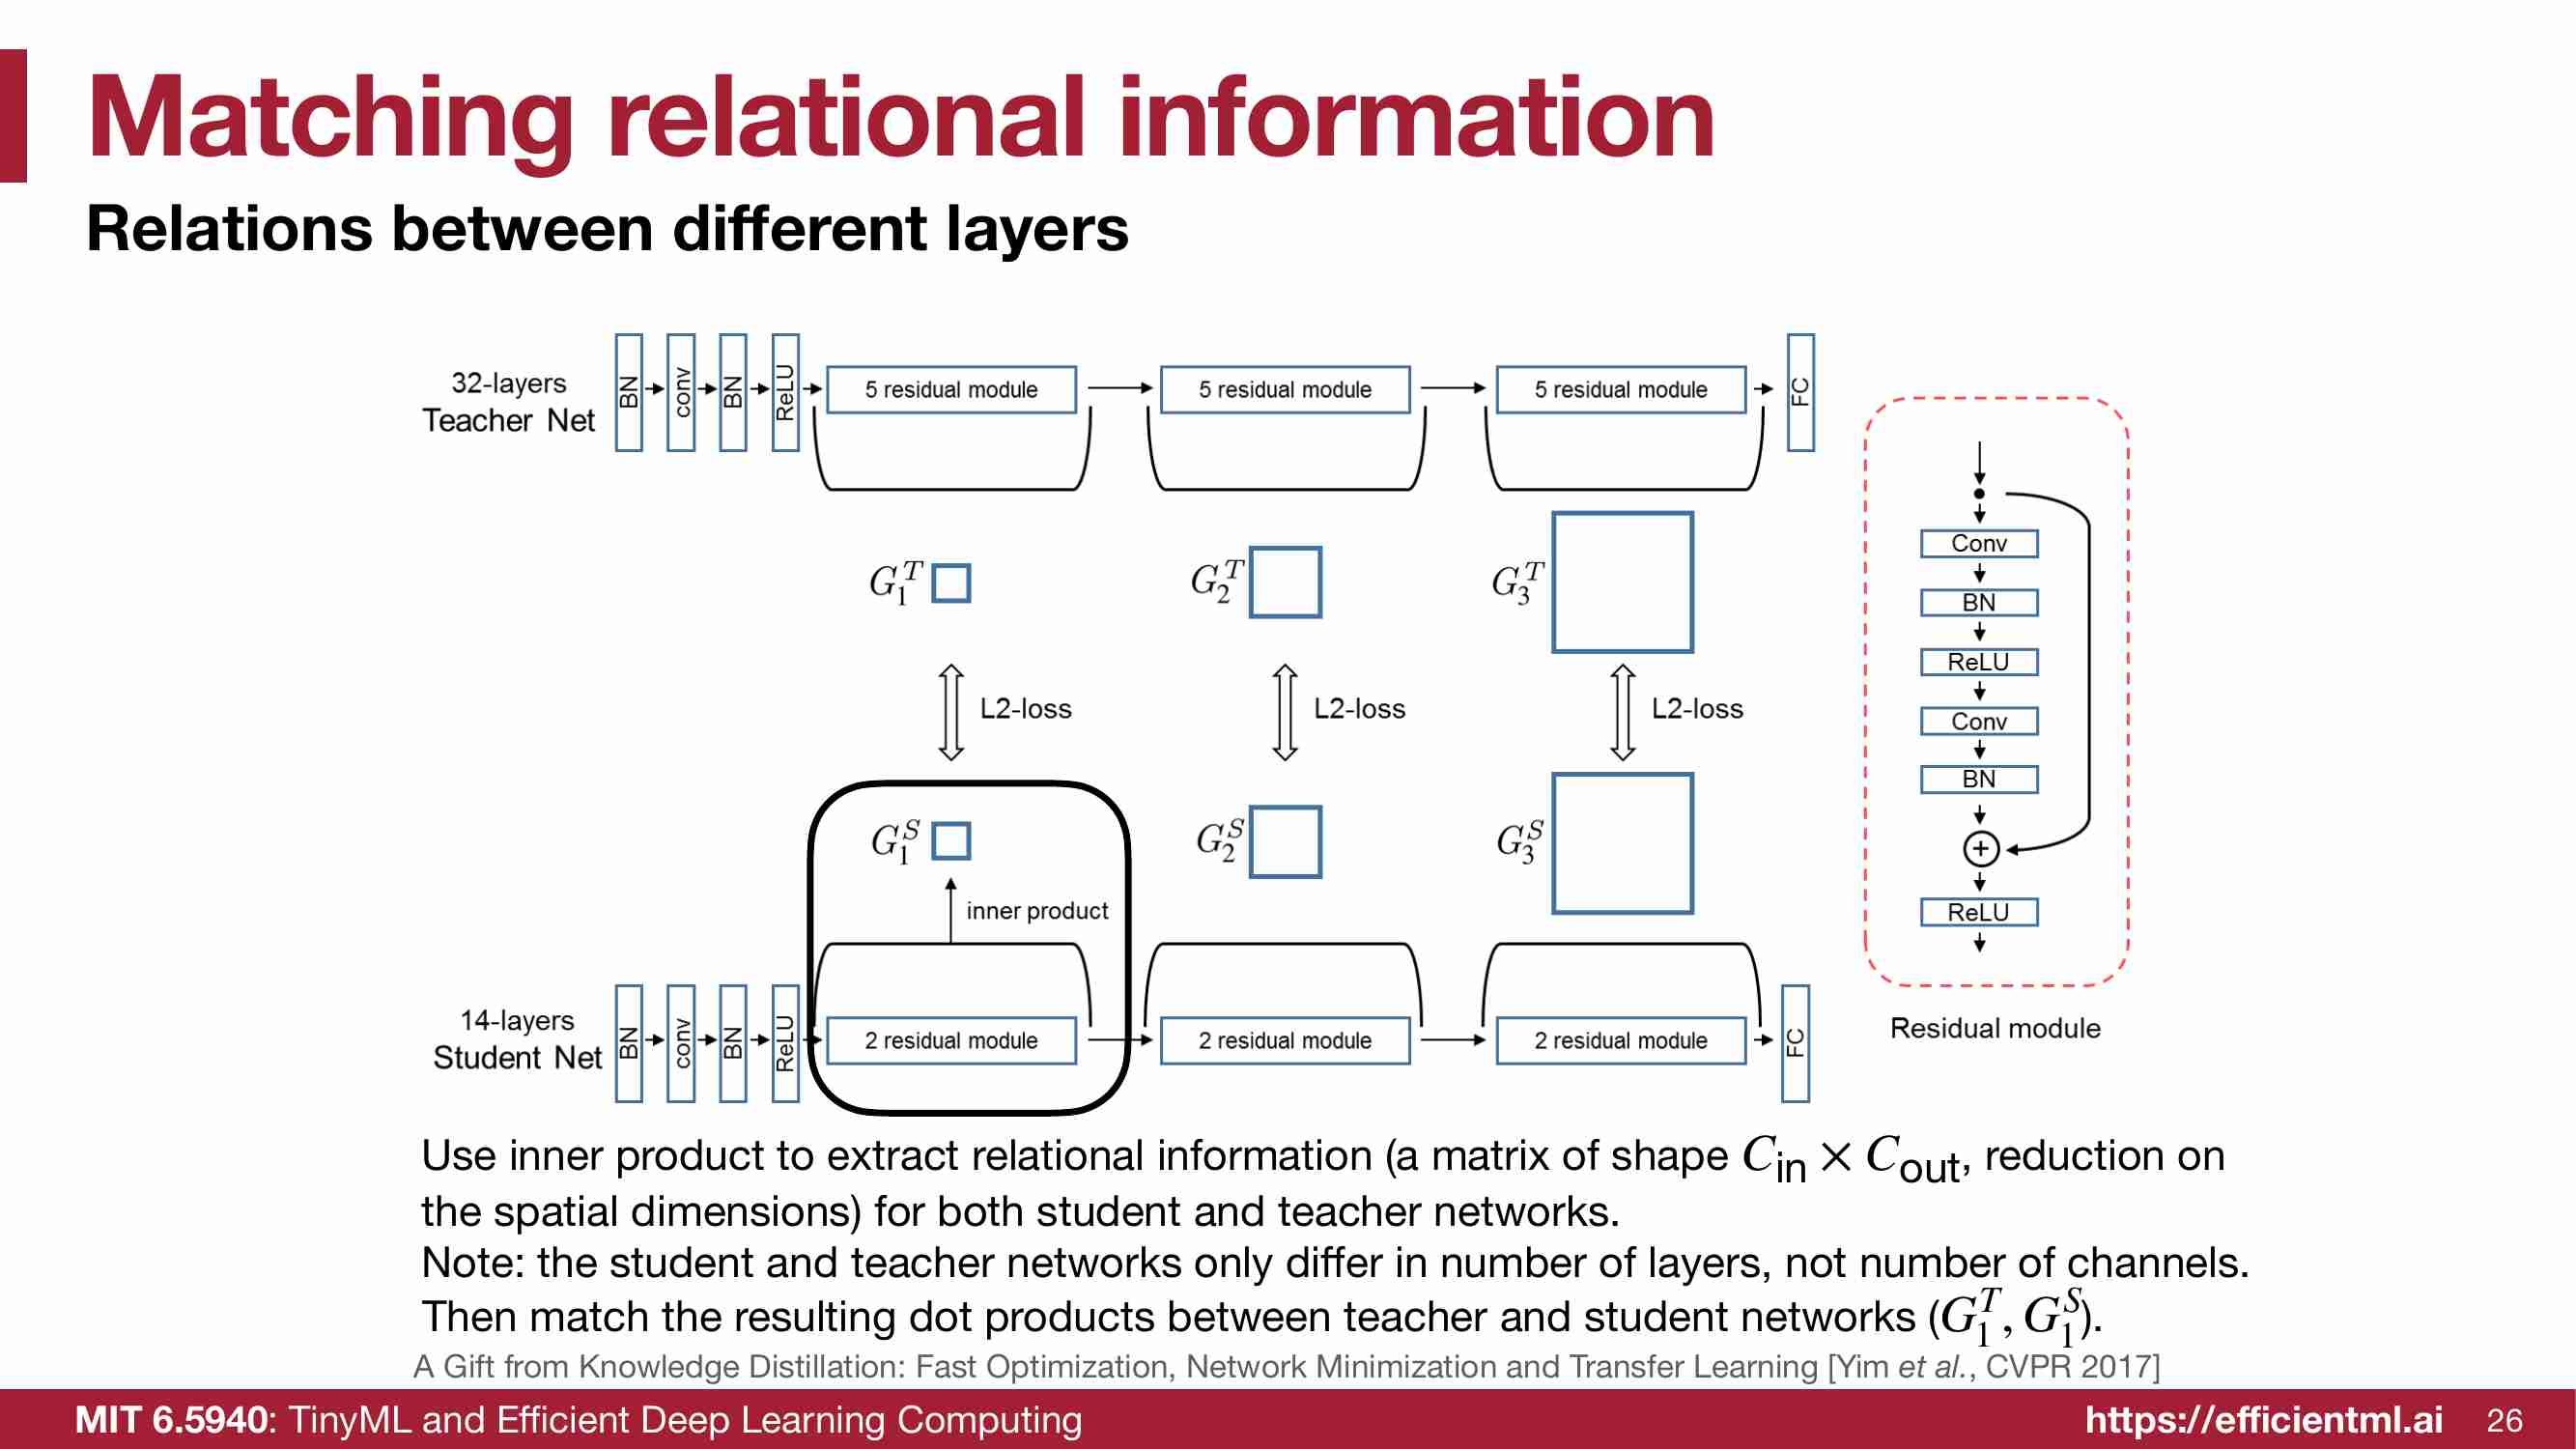 Matching relational information
Relations between different layers
32-layers
Teacher Net
BN
conv
BN
ReLU
5 residual module
5 residual module
5 residual module
FC
G_1^T
G_2^T
G_3^T
L2-loss
L2-loss
L2-loss
G_1^S
G_2^S
G_3^S
inner product
14-layers
Student Net
BN
conv
BN
ReLU
2 residual module
2 residual module
2 residual module
FC
Conv
BN
ReLU
Conv
BN
+
ReLU
Residual module
Use inner product to extract relational information (a matrix of shape C_in × C_out, reduction on
the spatial dimensions) for both student and teacher networks.
Note: the student and teacher networks only differ in number of layers, not number of channels.
Then match the resulting dot products between teacher and student networks (G_1^T, G_1^S).
A Gift from Knowledge Distillation: Fast Optimization, Network Minimization and Transfer Learning [Yim et al., CVPR 2017]
MIT 6.5940: TinyML and Efficient Deep Learning Computing
https://efficientml.ai
26